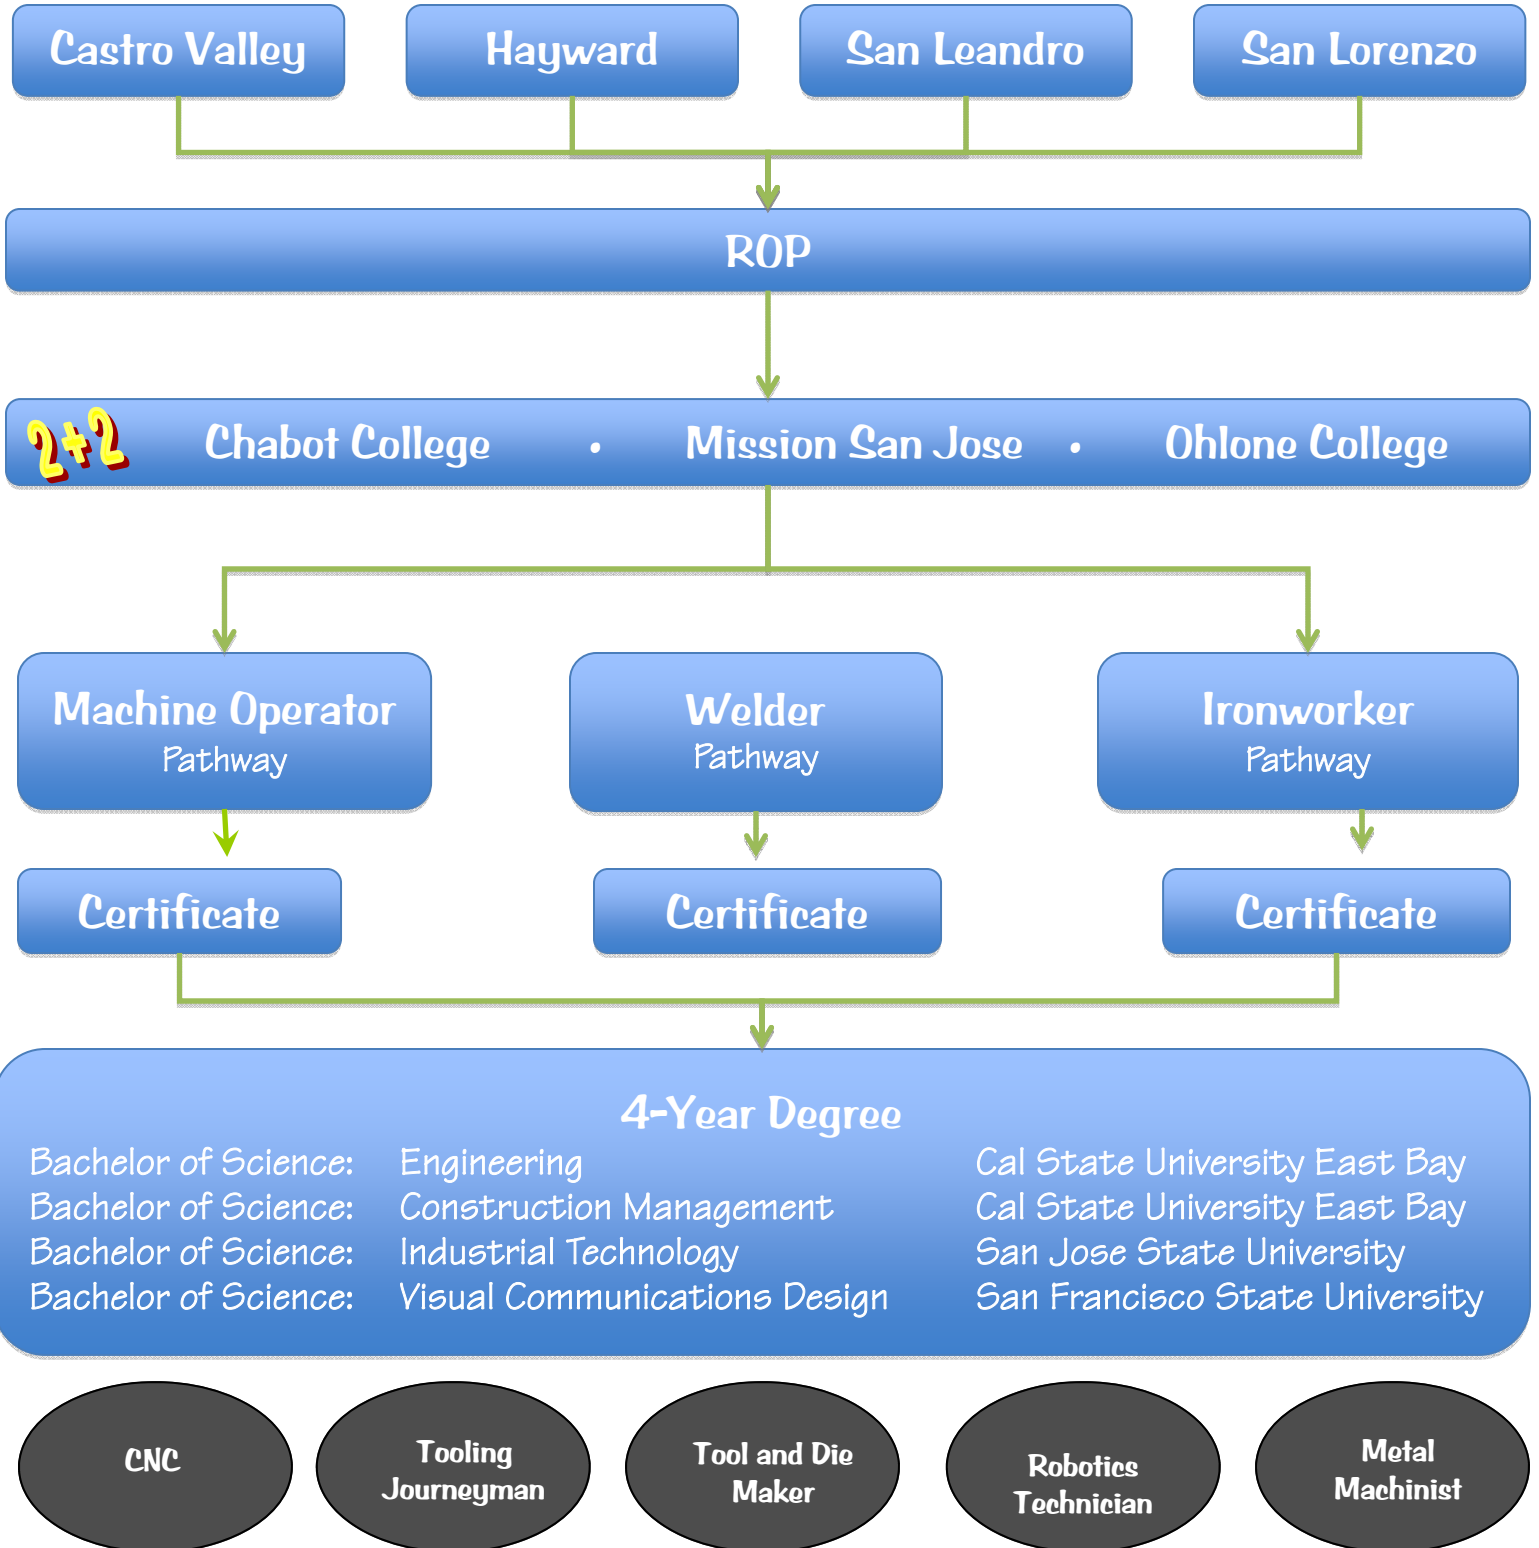 Castro Valley
Hayward
San Leandro
San Lorenzo
ROP
2+2
Chabot College • Mission San Jose • Ohlone College
Machine Operator
Pathway
Welder
Pathway
Ironworker
Pathway
Certificate
Certificate
Certificate
4-Year Degree
Bachelor of Science: Engineering Cal State University East Bay
Bachelor of Science: Construction Management Cal State University East Bay
Bachelor of Science: Industrial Technology San Jose State University
Bachelor of Science: Visual Communications Design San Francisco State University
CNC
Tooling
Journeyman
Tool and Die
Maker
Robotics
Technician
Metal
Machinist